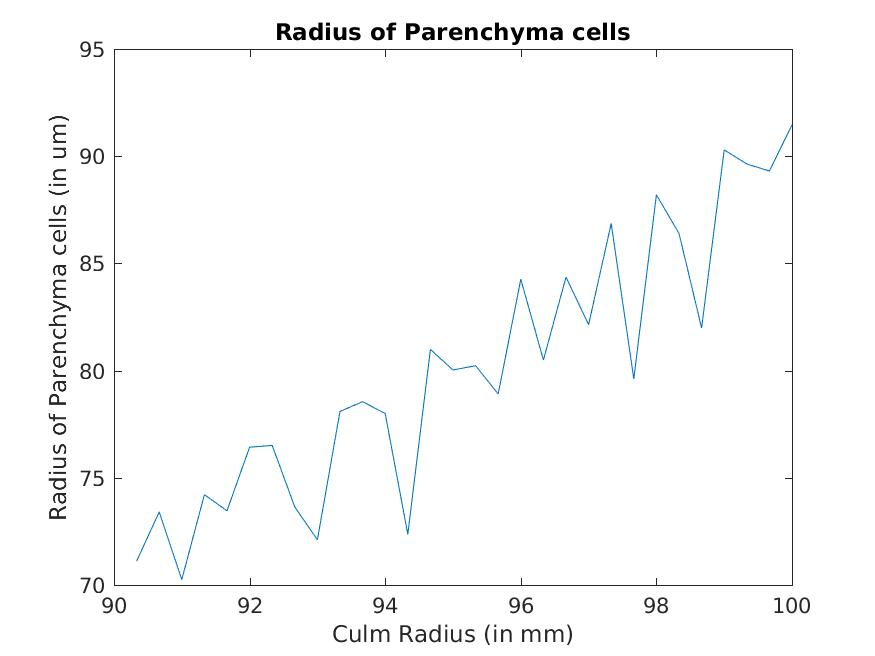 Radius of Parenchyma cells
95
90
85
80
75
70
Radius of Parenchyma cells (in um)
90 92 94 96 98 100
Culm Radius (in mm)